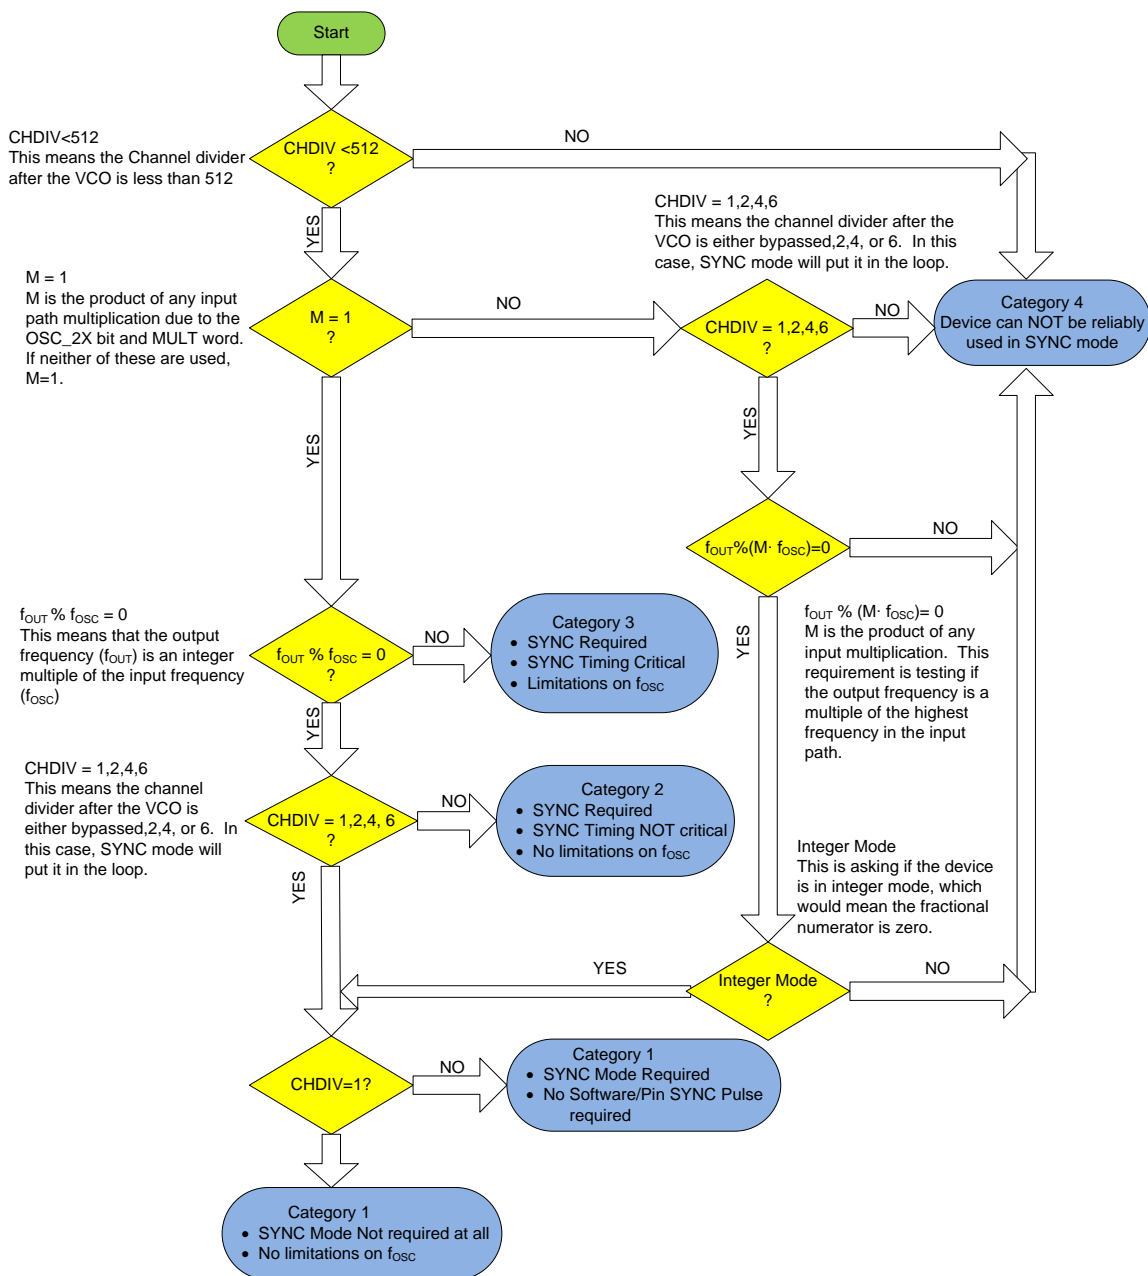 Start
CHDIV<512
This means the Channel divider
after the VCO is less than 512
CHDIV <512
?
NO
YES
CHDIV = 1,2,4,6
This means the channel divider after the
VCO is either bypassed,2,4, or 6.  In this
case, SYNC mode will put it in the loop.
M = 1
M is the product of any input
path multiplication due to the
OSC_2X bit and MULT word.
If neither of these are used,
M=1.
M = 1
?
NO
CHDIV = 1,2,4,6
?
NO
Category 4
Device can NOT be reliably
used in SYNC mode
YES
YES
fOUT%(M· fOSC)=0
NO
fOUT % fOSC = 0
This means that the output
frequency (fOUT) is an integer
multiple of the input frequency
(fOSC)
fOUT % fOSC = 0
?
NO
Category 3
• SYNC Required
• SYNC Timing Critical
• Limitations on fOSC
YES
fOUT % (M· fOSC)= 0
M is the product of any
input multiplication.  This
requirement is testing if
the output frequency is a
multiple of the highest
frequency in the input
path.
YES
CHDIV = 1,2,4,6
This means the channel
divider after the VCO is
either bypassed,2,4, or 6.  In
this case, SYNC mode will
put it in the loop.
CHDIV = 1,2,4, 6
?
NO
Category 2
• SYNC Required
• SYNC Timing NOT critical
• No limitations on fOSC
YES
Integer Mode
This is asking if the device
is in integer mode, which
would mean the fractional
numerator is zero.
YES
Integer Mode
?
NO
CHDIV=1?
NO
Category 1
• SYNC Mode Required
• No Software/Pin SYNC Pulse
required
Category 1
• SYNC Mode Not required at all
• No limitations on fOSC